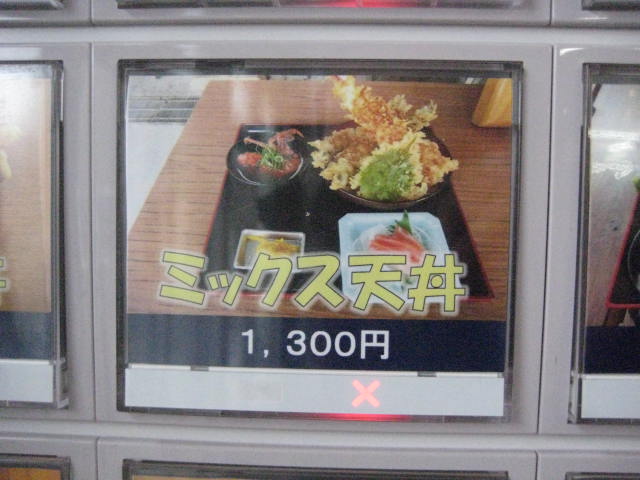 ミックス天丼
1,300円
×